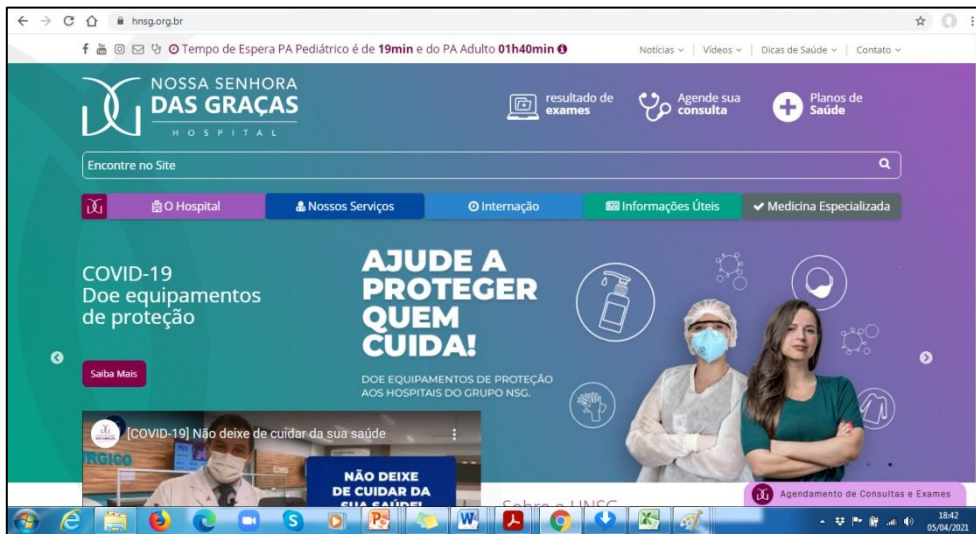 hnsg.org.br
Tempo de Espera PA Pediátrico é de 19min e do PA Adulto 01h40min
Notícias
Vídeos
Dicas de Saúde
Contato
NOSSA SENHORA
DAS GRAÇAS
HOSPITAL
resultado de
exames
Agende sua
consulta
Planos de
Saúde
Encontre no Site
O Hospital
Nossos Serviços
Internação
Informações Úteis
Medicina Especializada
COVID-19
Doe equipamentos
de proteção
Saiba Mais
AJUDE A
PROTEGER
QUEM
CUIDA!
DOE EQUIPAMENTOS DE PROTEÇÃO
AOS HOSPITAIS DO GRUPO NSG.
[COVID-19] Não deixe de cuidar da sua saúde
NÃO DEIXE
DE CUIDAR DA
SUA SAÚDE!
Agendamento de Consultas e Exames
18:42
05/04/2021